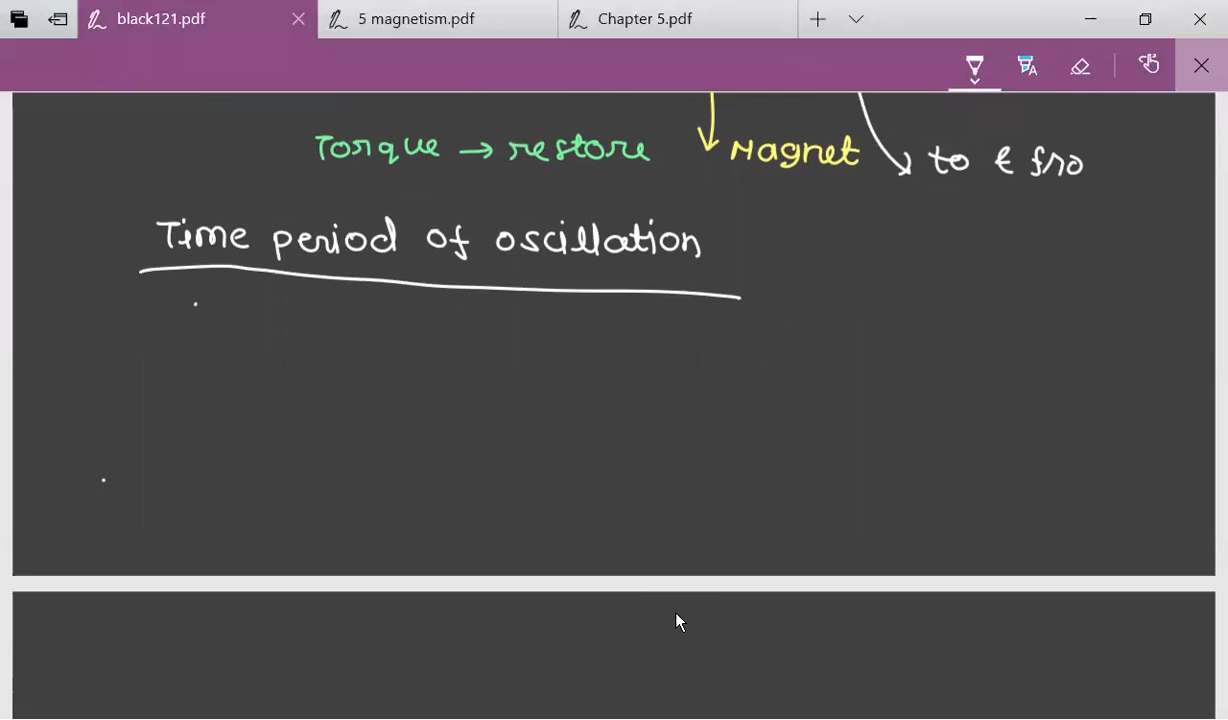 black121.pdf
5 magnetism.pdf
Chapter 5.pdf
Torque → restore
Magnet
to & fro
Time period of oscillation